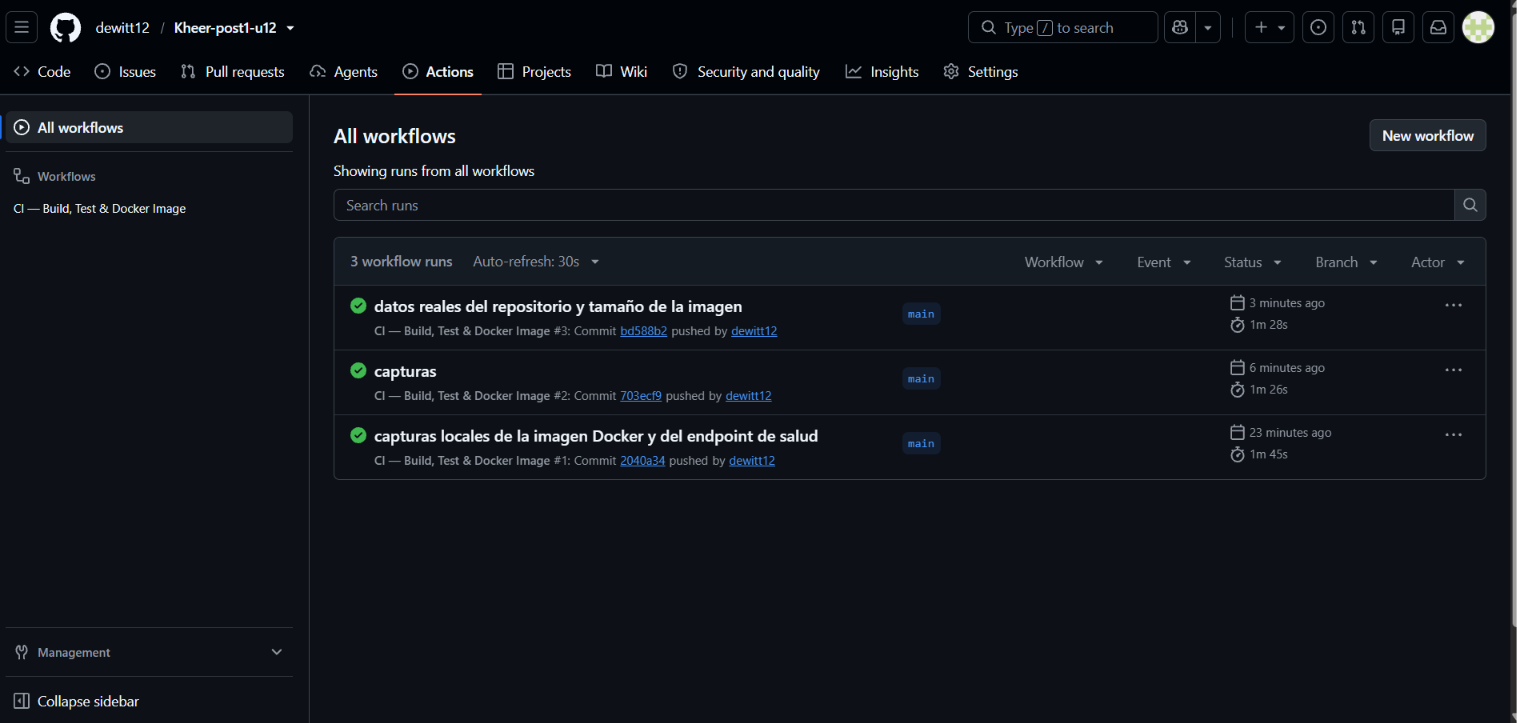 dewitt12 / Kheer-post1-u12
Type / to search
Code Issues Pull requests Agents Actions Projects Wiki Security and quality Insights Settings
All workflows
Workflows
CI — Build, Test & Docker Image
Management
Collapse sidebar
All workflows
New workflow
Showing runs from all workflows
Search runs
3 workflow runs Auto-refresh: 30s Workflow Event Status Branch Actor
datos reales del repositorio y tamaño de la imagen
CI — Build, Test & Docker Image #3: Commit bd588b2 pushed by dewitt12
main
3 minutes ago
1m 28s
capturas
CI — Build, Test & Docker Image #2: Commit 703ecf9 pushed by dewitt12
main
6 minutes ago
1m 26s
capturas locales de la imagen Docker y del endpoint de salud
CI — Build, Test & Docker Image #1: Commit 2040a34 pushed by dewitt12
main
23 minutes ago
1m 45s